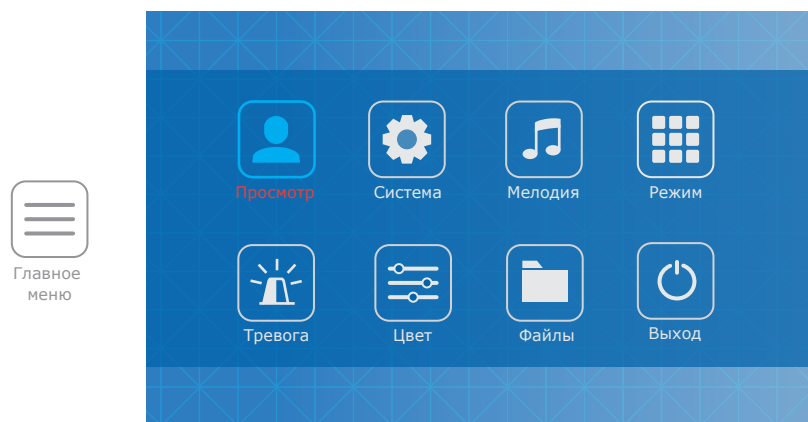 Просмотр
Система
Мелодия
Режим
Главное
меню
Тревога
Цвет
Файлы
Выход